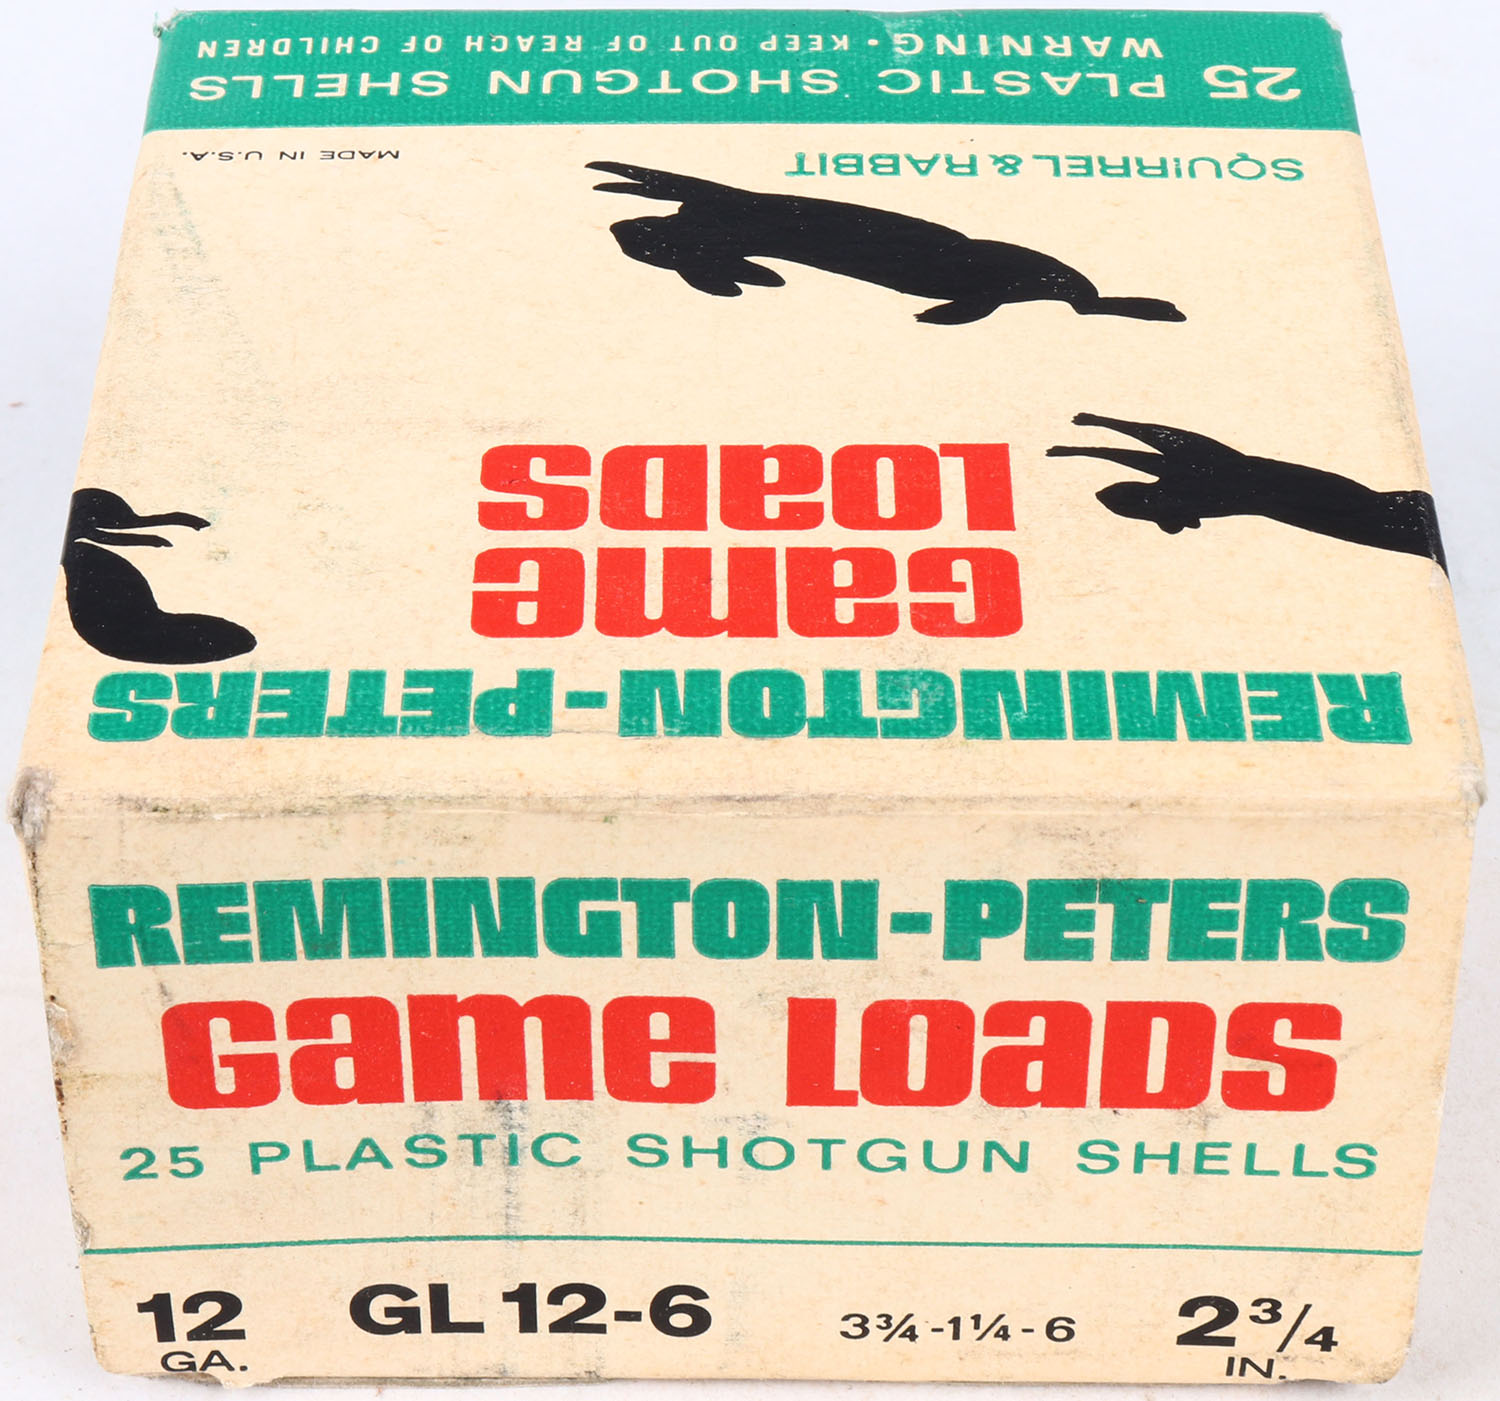 25 PLASTIC SHOTGUN SHELLS
WARNING • KEEP OUT OF REACH OF CHILDREN
SQUIRREL & RABBIT
MADE IN U.S.A.
GAME
LOADS
REMINGTON-PETERS
REMINGTON-PETERS
GAME LOADS
25 PLASTIC SHOTGUN SHELLS
12 GA. GL 12-6 3¾-1¼-6 2 3/4 IN.